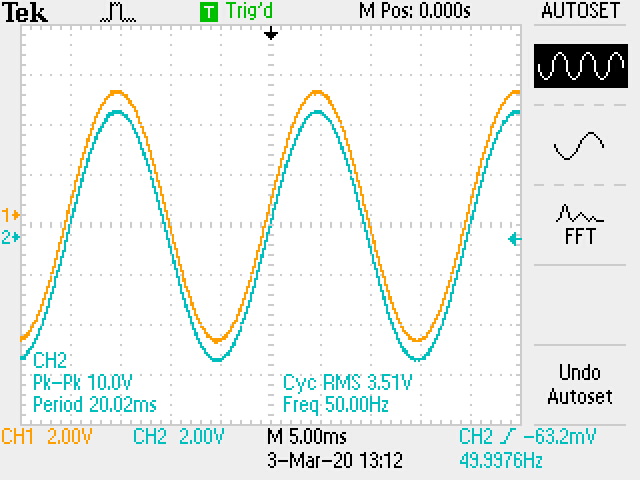 Tek T Trig'd M Pos: 0.000s AUTOSET
1
2
FFT
CH2
Pk-Pk 10.0V Cyc RMS 3.51V
Period 20.02ms Freq 50.00Hz
Undo
Autoset
CH1 2.00V CH2 2.00V M 5.00ms CH2 -63.2mV
3-Mar-20 13:12 49.9976Hz